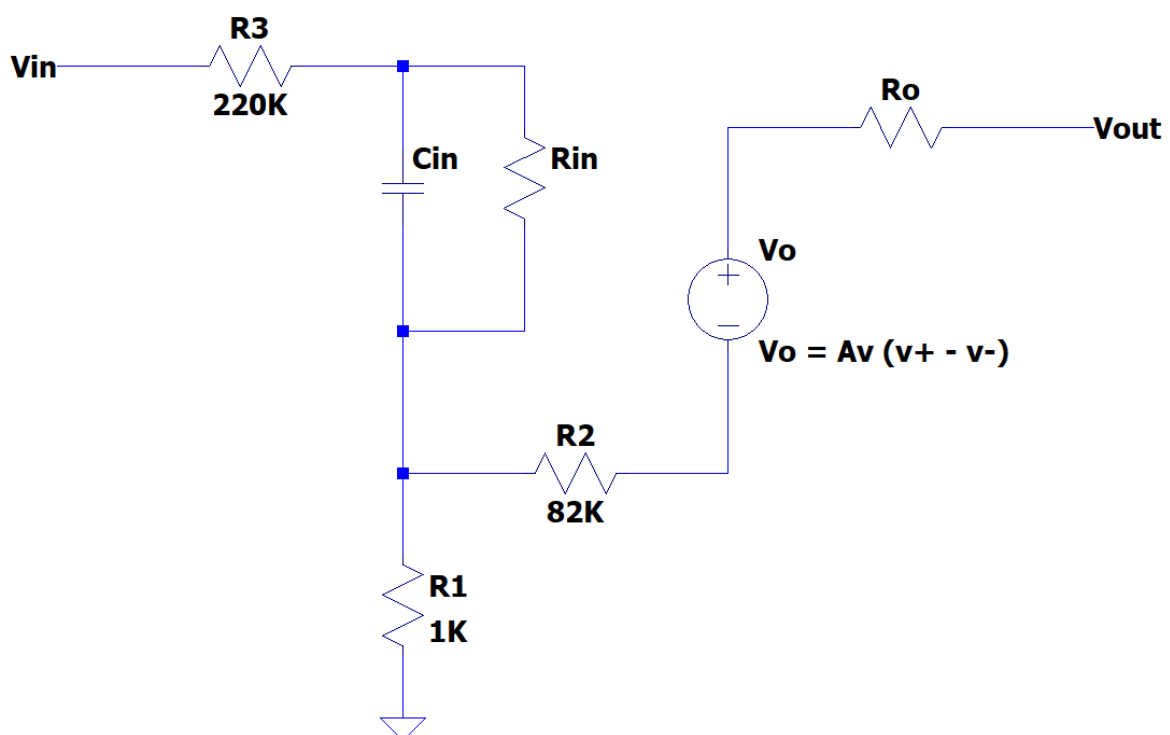 R3
Vin
220K
Ro
Vout
Cin
Rin
Vo
Vo = Av (v+ - v-)
R2
82K
R1
1K